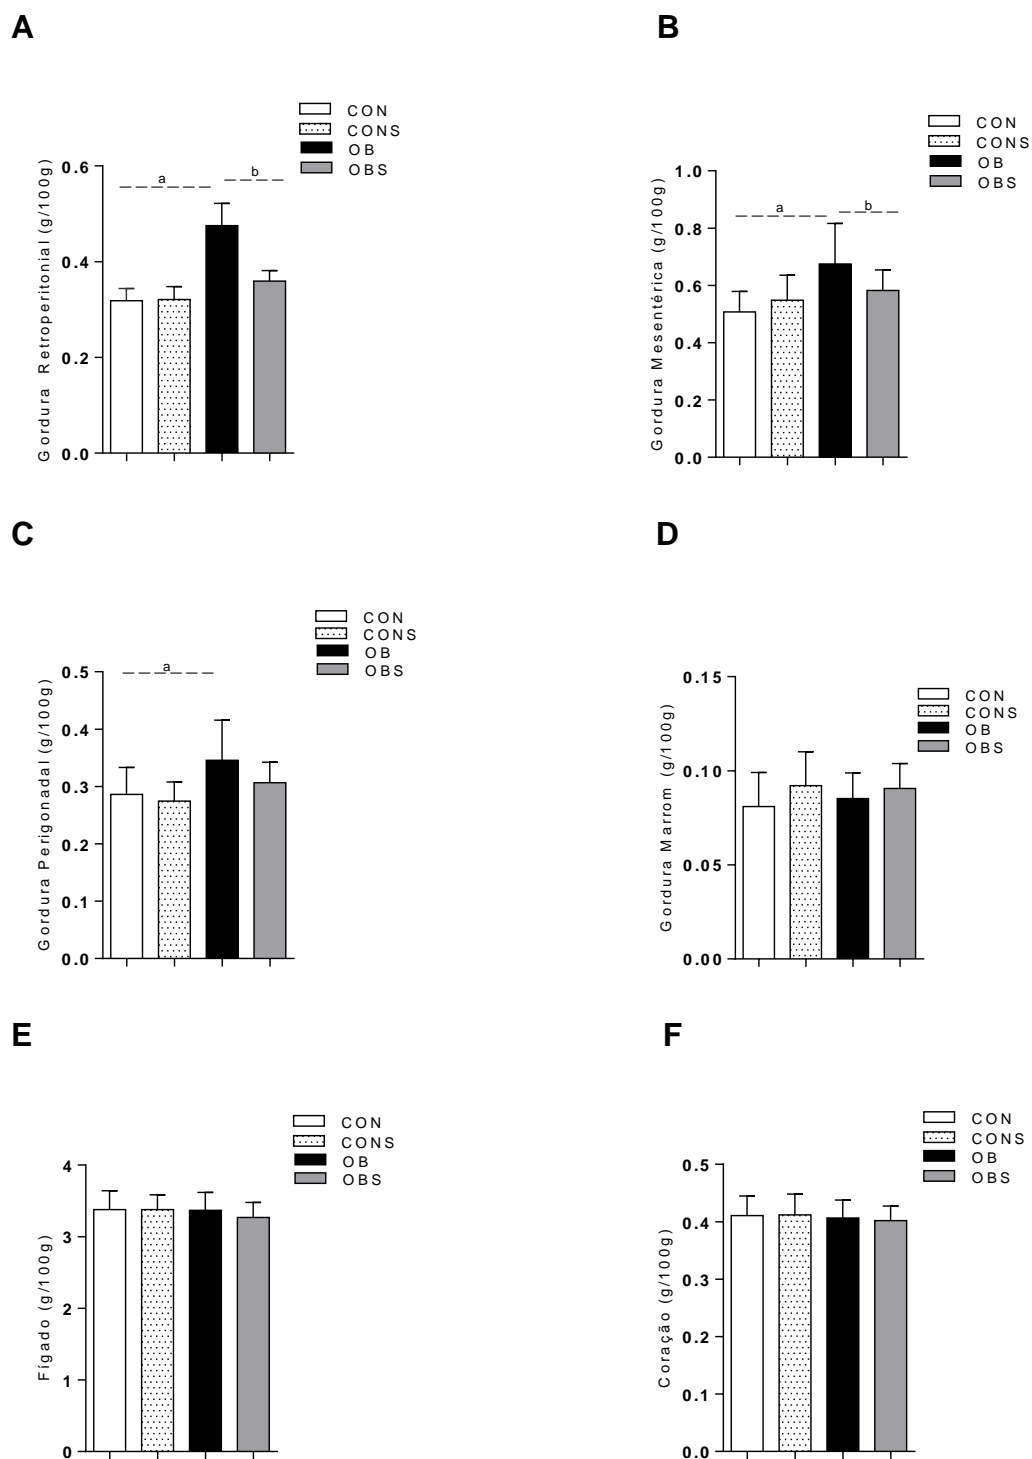 A
B
CON
CONS
OB
OBS
0.6
0.4
0.2
0.0
a
b
Gordura Retroperitonial (g/100g)
CON
CONS
OB
OBS
1.0
0.8
0.6
0.4
0.2
0.0
a
b
Gordura Mesentérica (g/100g)
C
D
CON
CONS
OB
OBS
0.5
0.4
0.3
0.2
0.1
0.0
a
Gordura Perigonadal (g/100g)
CON
CONS
OB
OBS
0.15
0.10
0.05
0.00
Gordura Marrom (g/100g)
E
F
CON
CONS
OB
OBS
4
3
2
1
0
Fígado (g/100g)
CON
CONS
OB
OBS
0.5
0.4
0.3
0.2
0.1
0.0
Coração (g/100g)